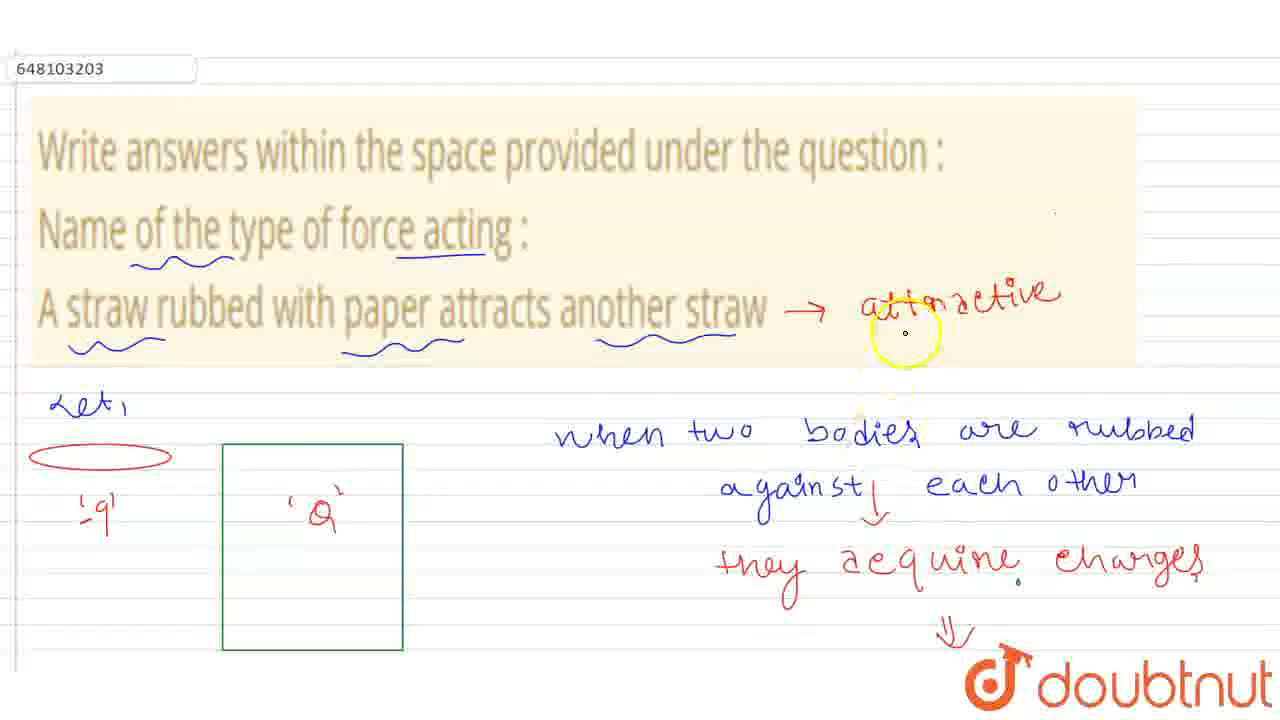 648103203
Write answers within the space provided under the question :
Name of the type of force acting :
A straw rubbed with paper attracts another straw → attractive
Let,
when two bodies are rubbed
against each other
'-q'
'Q'
they acquire charges
doubtnut